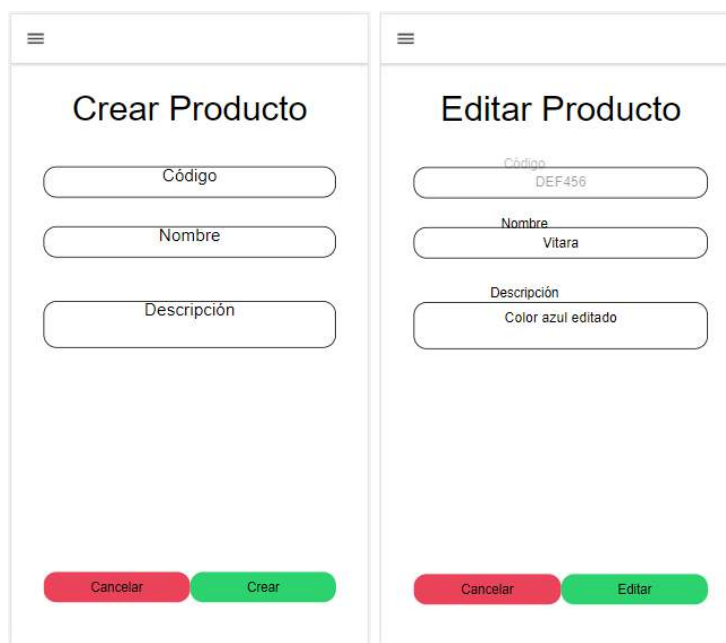 Crear Producto
Código
Nombre
Descripción
Cancelar
Crear
Editar Producto
Código
DEF456
Nombre
Vitara
Descripción
Color azul editado
Cancelar
Editar